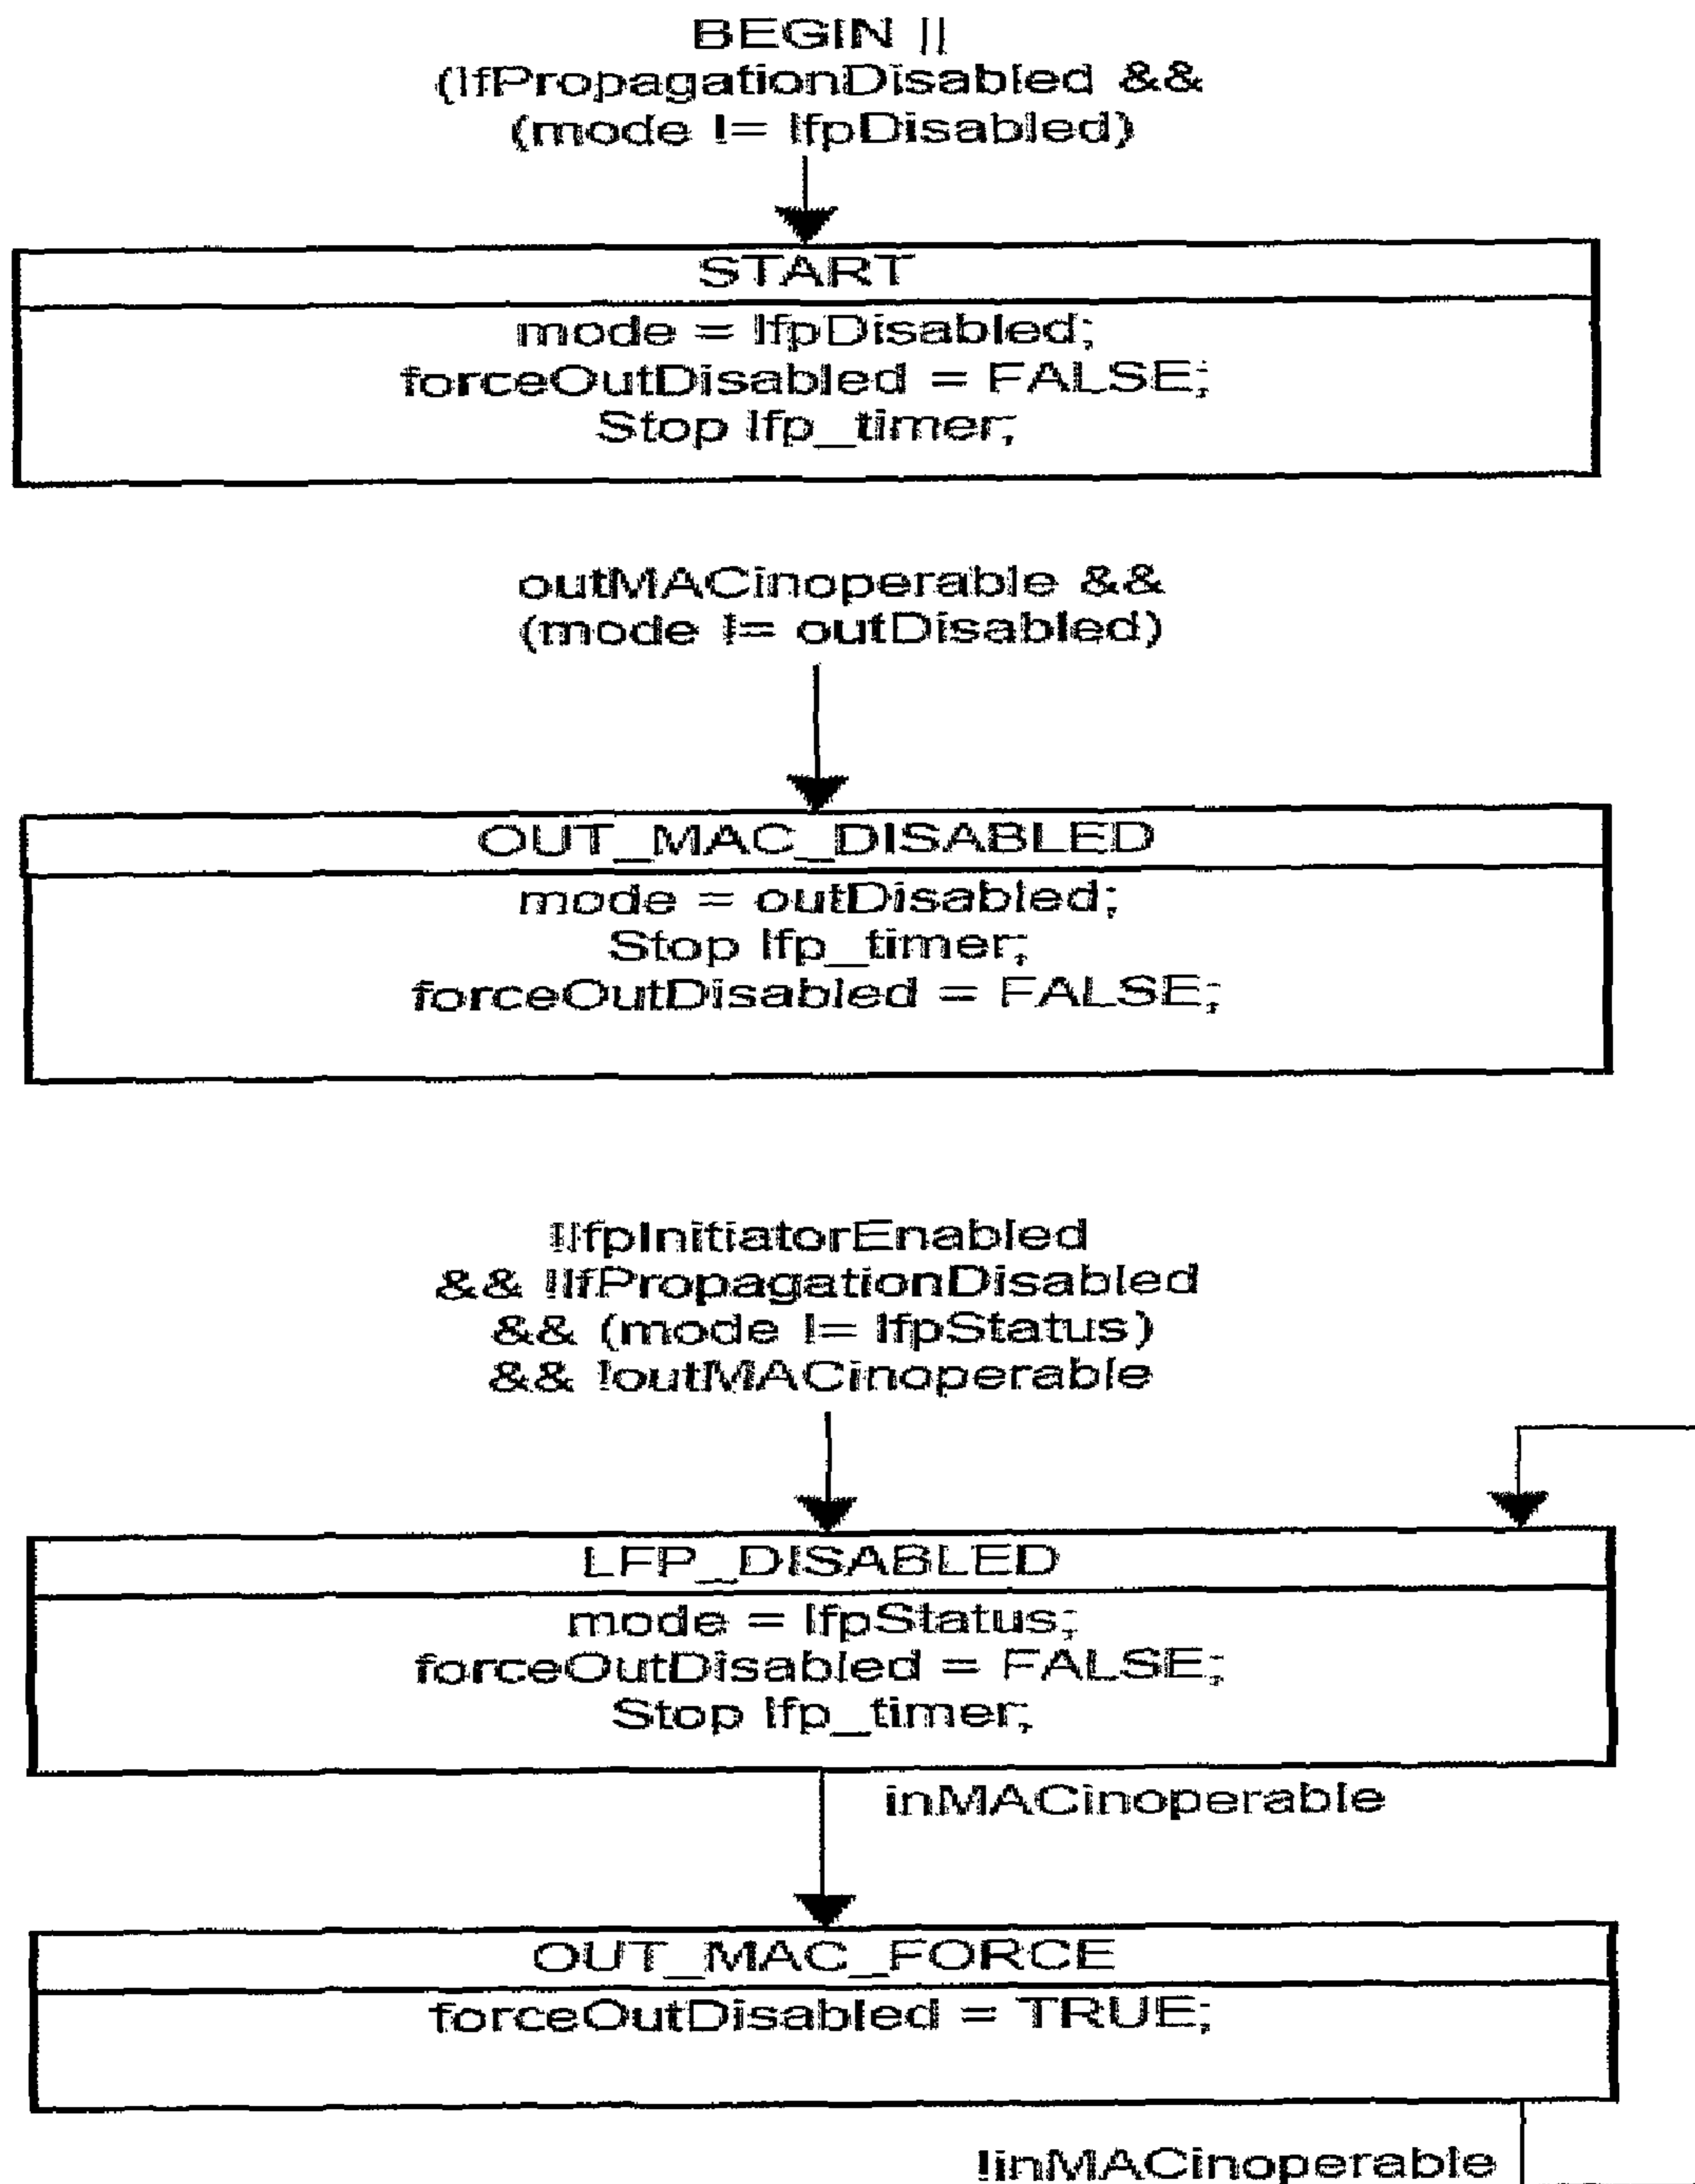 BEGIN ||
(lfPropagationDisabled &&
(mode != lfpDisabled)
START
mode = lfpDisabled;
forceOutDisabled = FALSE;
Stop lfp_timer;
outMACinoperable &&
(mode != outDisabled)
OUT_MAC_DISABLED
mode = outDisabled;
Stop lfp_timer;
forceOutDisabled = FALSE;
!lfpInitiatorEnabled
&& !lfPropagationDisabled
&& (mode != lfpStatus)
&& !outMACinoperable
LFP_DISABLED
mode = lfpStatus;
forceOutDisabled = FALSE;
Stop lfp_timer;
inMACinoperable
OUT_MAC_FORCE
forceOutDisabled = TRUE;
!inMACinoperable